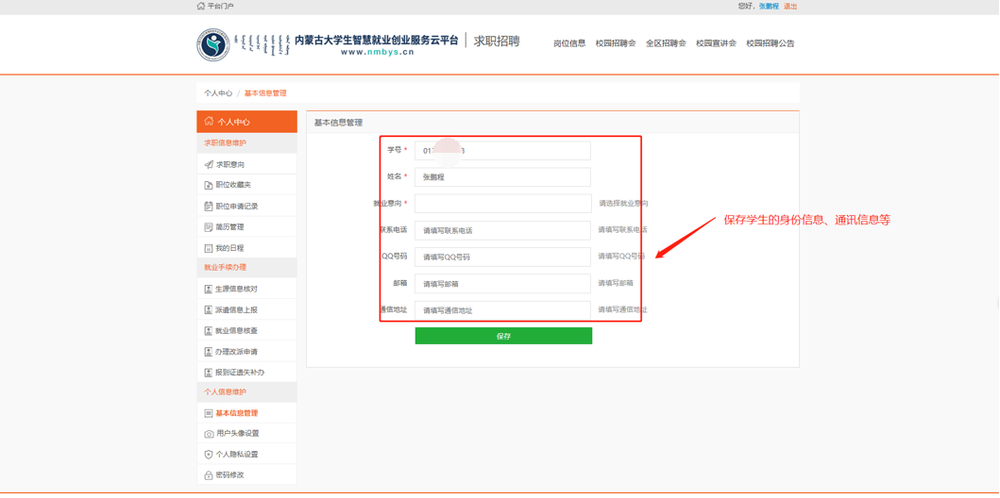 平台门户
您好，张鹏程 退出
内蒙古大学生智慧就业创业服务云平台
www.nmbys.cn
求职招聘
岗位信息 校园招聘会 全区招聘会 校园宣讲会 校园招聘公告
个人中心 / 基本信息管理
个人中心
求职信息维护
求职意向
职位收藏夹
职位申请记录
简历管理
我的日程
就业手续办理
生源信息核对
派遣信息上报
就业信息核查
办理改派申请
报到证遗失补办
个人信息维护
基本信息管理
用户头像设置
个人隐私设置
密码修改
基本信息管理
学号 *
姓名 * 张鹏程
就业意向 * 请选择就业意向
联系电话 请填写联系电话 请填写联系电话
QQ号码 请填写QQ号码 请填写QQ号码
邮箱 请填写邮箱 请填写邮箱
通信地址 请填写通信地址 请填写通信地址
保存
保存学生的身份信息、通讯信息等